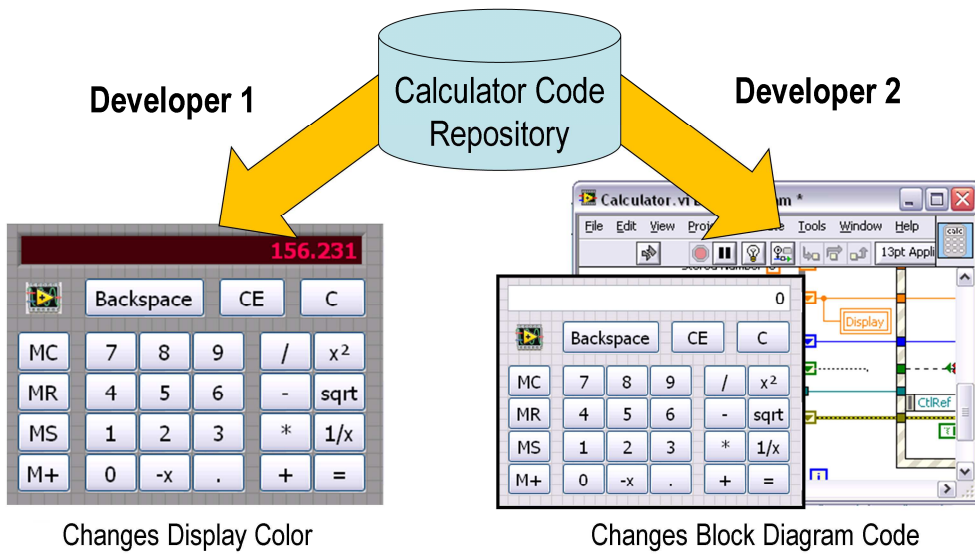 Calculator Code
Repository
Developer 1
Developer 2
156.231
Backspace CE C
MC 7 8 9 / x²
MR 4 5 6 - sqrt
MS 1 2 3 * 1/x
M+ 0 -x . + =
Changes Display Color
Calculator.vi
File Edit View Tools Window Help
calc
13pt Appli
Display
CtlRef
0
Backspace CE C
MC 7 8 9 / x²
MR 4 5 6 - sqrt
MS 1 2 3 * 1/x
M+ 0 -x . + =
i
Changes Block Diagram Code